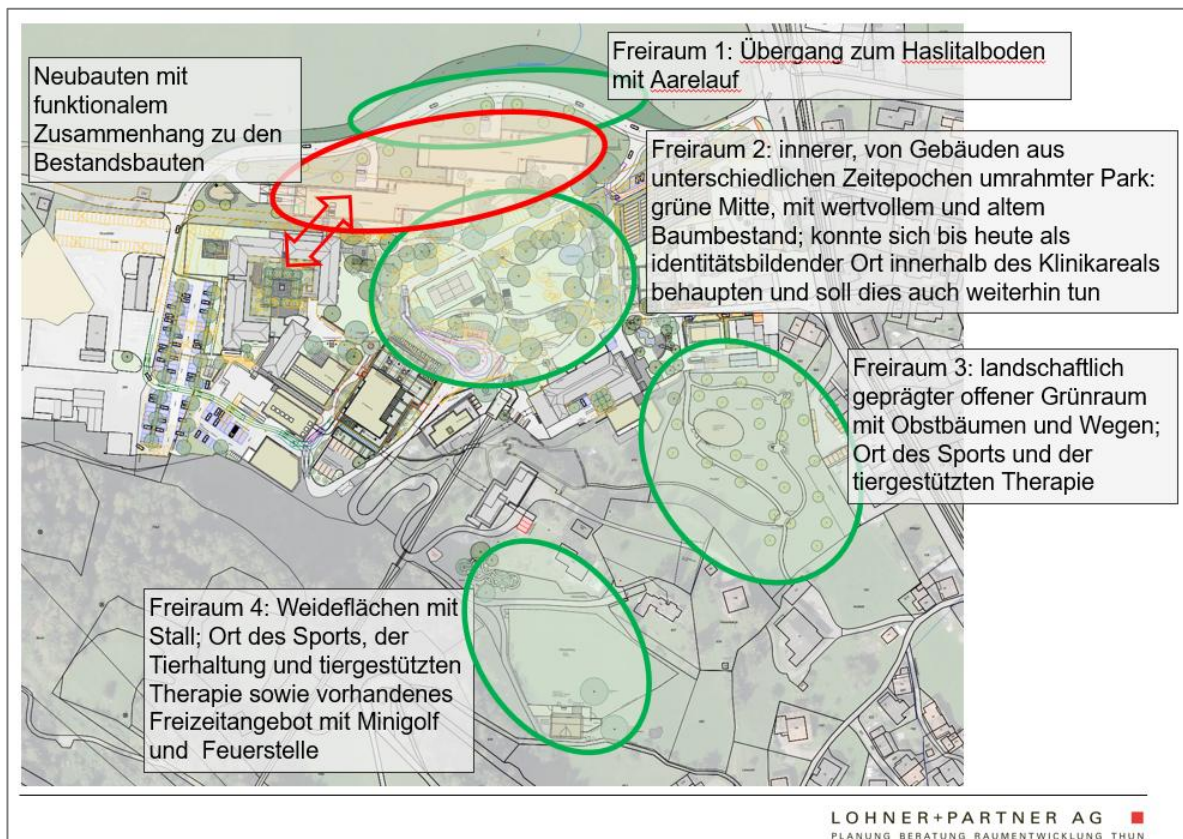 Neubauten mit
funktionalem
Zusammenhang zu den
Bestandsbauten
Freiraum 1: Übergang zum Haslitalboden
mit Aarelauf
Freiraum 2: innerer, von Gebäuden aus
unterschiedlichen Zeitepochen umrahmter Park:
grüne Mitte, mit wertvollem und altem
Baumbestand; konnte sich bis heute als
identitätsbildender Ort innerhalb des Klinikareals
behaupten und soll dies auch weiterhin tun
Freiraum 3: landschaftlich
geprägter offener Grünraum
mit Obstbäumen und Wegen;
Ort des Sports und der
tiergestützten Therapie
Freiraum 4: Weideflächen mit
Stall; Ort des Sports, der
Tierhaltung und tiergestützten
Therapie sowie vorhandenes
Freizeitangebot mit Minigolf
und Feuerstelle
LOHNER+PARTNER AG
PLANUNG BERATUNG RAUMENTWICKLUNG THUN